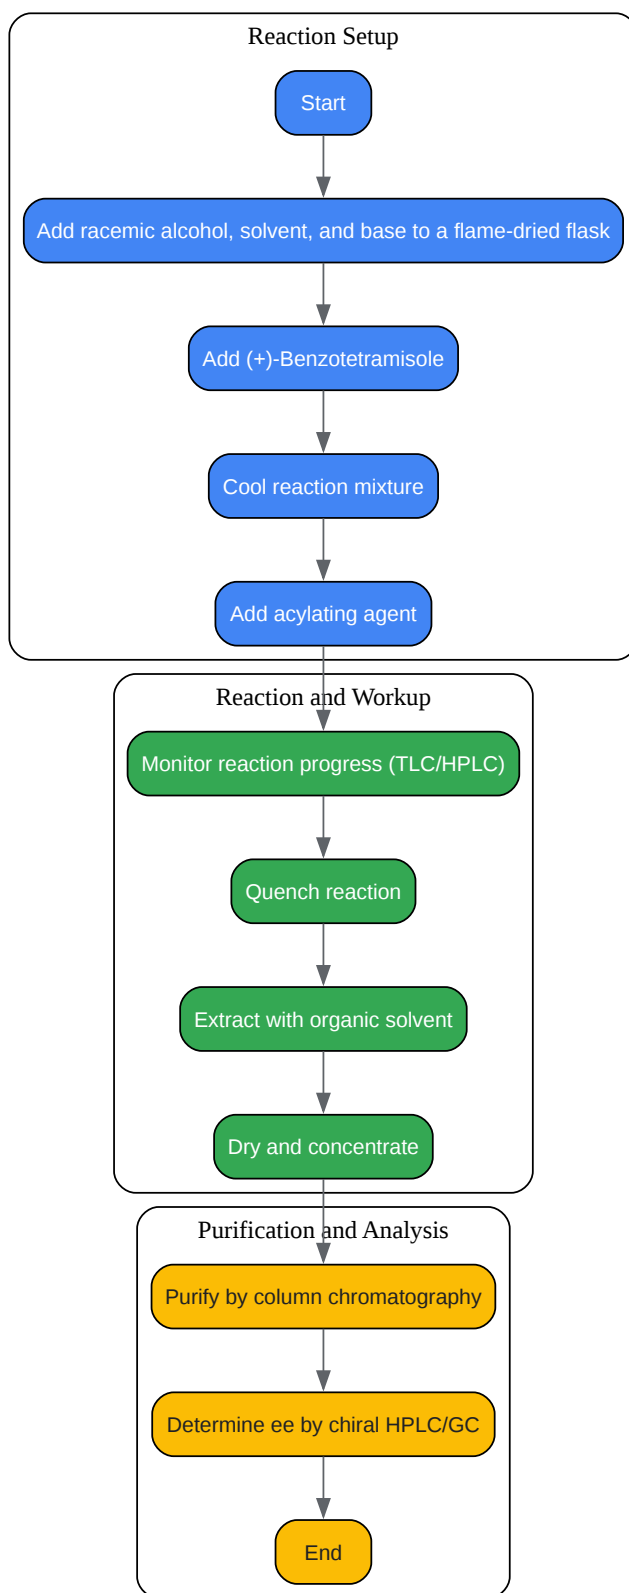 Reaction Setup
Start
Add racemic alcohol, solvent, and base to a flame-dried flask
Add (+)-Benzotetramisole
Cool reaction mixture
Add acylating agent
Reaction and Workup
Monitor reaction progress (TLC/HPLC)
Quench reaction
Extract with organic solvent
Dry and concentrate
Purification and Analysis
Purify by column chromatography
Determine ee by chiral HPLC/GC
End